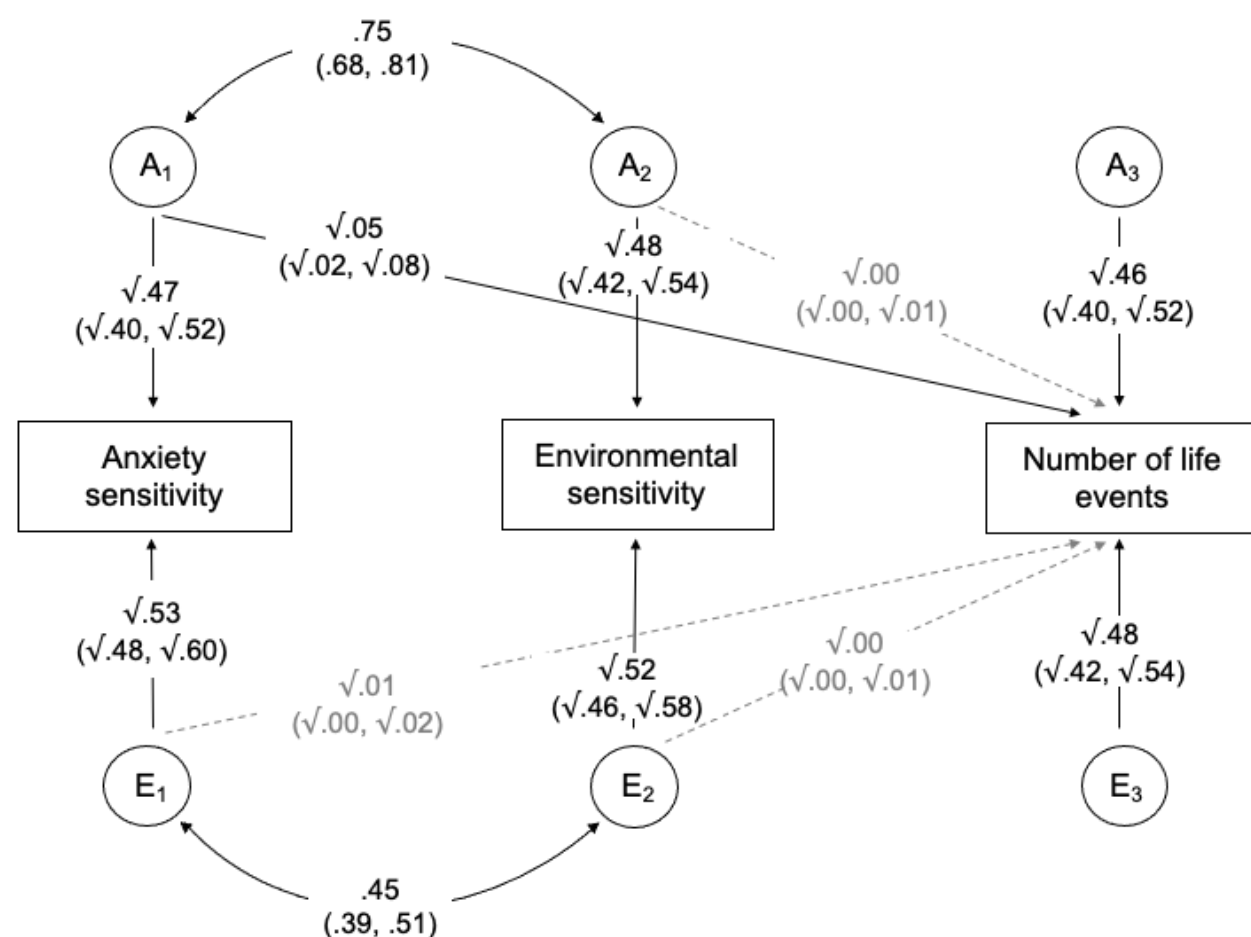 .75
(.68, .81)
A₁
A₂
A₃
√.05
(√.02, √.08)
√.48
(√.42, √.54)
√.00
(√.00, √.01)
√.46
(√.40, √.52)
√.47
(√.40, √.52)
Anxiety
sensitivity
Environmental
sensitivity
Number of life
events
√.53
(√.48, √.60)
√.01
(√.00, √.02)
√.52
(√.46, √.58)
√.00
(√.00, √.01)
√.48
(√.42, √.54)
E₁
E₂
E₃
.45
(.39, .51)